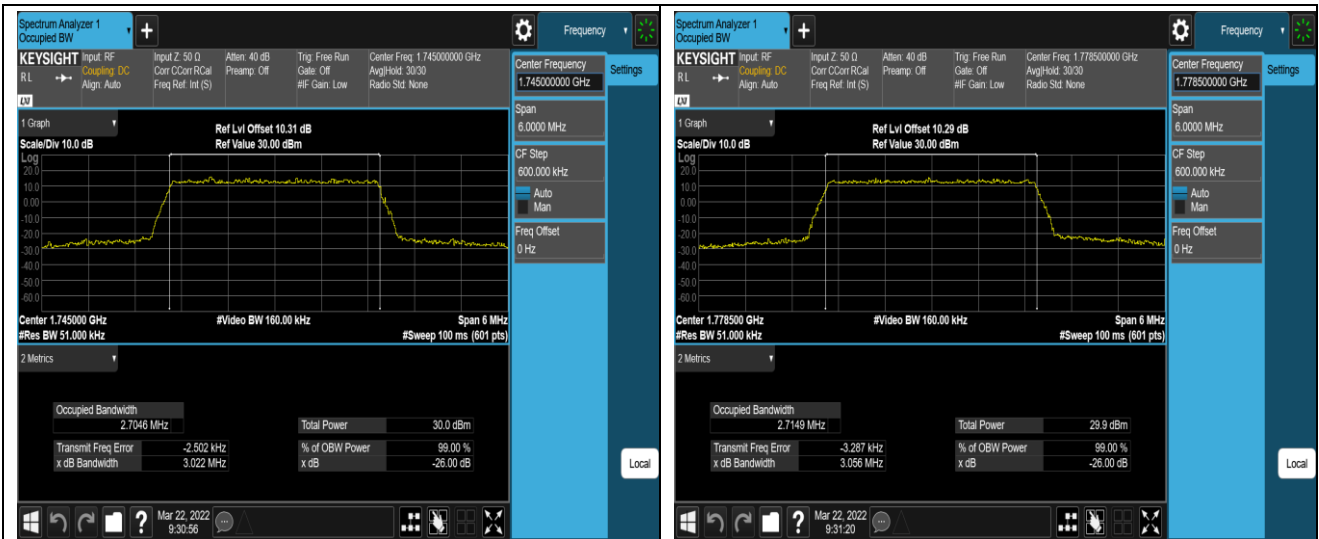 Spectrum Analyzer 1
Occupied BW
+
Frequency
KEYSIGHT Input: RF Input Z: 50 Ω Atten: 40 dB Trig: Free Run Center Freq: 1.745000000 GHz
RL Coupling: DC Corr CCorr RCal Preamp: Off Gate: Off Avg|Hold: 30/30
Align: Auto Freq Ref: Int (S) #IF Gain: Low Radio Std: None
LXI
Center Frequency
1.745000000 GHz
Settings
Span
6.0000 MHz
CF Step
600.000 kHz
Auto
Man
Freq Offset
0 Hz
Local
1 Graph
Ref Lvl Offset 10.31 dB
Scale/Div 10.0 dB Ref Value 30.00 dBm
Log
20.0
10.0
0.00
-10.0
-20.0
-30.0
-40.0
-50.0
-60.0
Center 1.745000 GHz #Video BW 160.00 kHz Span 6 MHz
#Res BW 51.000 kHz #Sweep 100 ms (601 pts)
2 Metrics
Occupied Bandwidth
2.7046 MHz Total Power 30.0 dBm
Transmit Freq Error -2.502 kHz % of OBW Power 99.00 %
x dB Bandwidth 3.022 MHz x dB -26.00 dB
? Mar 22, 2022
9:30:56
Spectrum Analyzer 1
Occupied BW
+
Frequency
KEYSIGHT Input: RF Input Z: 50 Ω Atten: 40 dB Trig: Free Run Center Freq: 1.778500000 GHz
RL Coupling: DC Corr CCorr RCal Preamp: Off Gate: Off Avg|Hold: 30/30
Align: Auto Freq Ref: Int (S) #IF Gain: Low Radio Std: None
LXI
Center Frequency
1.778500000 GHz
Settings
Span
6.0000 MHz
CF Step
600.000 kHz
Auto
Man
Freq Offset
0 Hz
Local
1 Graph
Ref Lvl Offset 10.29 dB
Scale/Div 10.0 dB Ref Value 30.00 dBm
Log
20.0
10.0
0.00
-10.0
-20.0
-30.0
-40.0
-50.0
-60.0
Center 1.778500 GHz #Video BW 160.00 kHz Span 6 MHz
#Res BW 51.000 kHz #Sweep 100 ms (601 pts)
2 Metrics
Occupied Bandwidth
2.7149 MHz Total Power 29.9 dBm
Transmit Freq Error -3.287 kHz % of OBW Power 99.00 %
x dB Bandwidth 3.056 MHz x dB -26.00 dB
? Mar 22, 2022
9:31:20